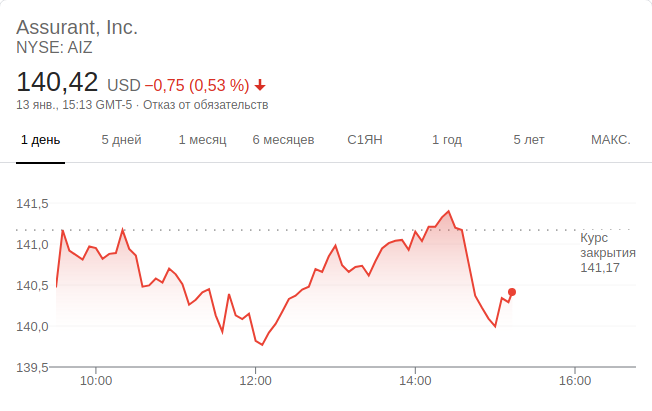 Assurant, Inc.
NYSE: AIZ
140,42 USD −0,75 (0,53 %)
13 янв., 15:13 GMT-5 · Отказ от обязательств
1 день 5 дней 1 месяц 6 месяцев С1ЯН 1 год 5 лет МАКС.
141,5
141,0
140,5
140,0
139,5
Курс
закрытия
141,17
10:00 12:00 14:00 16:00